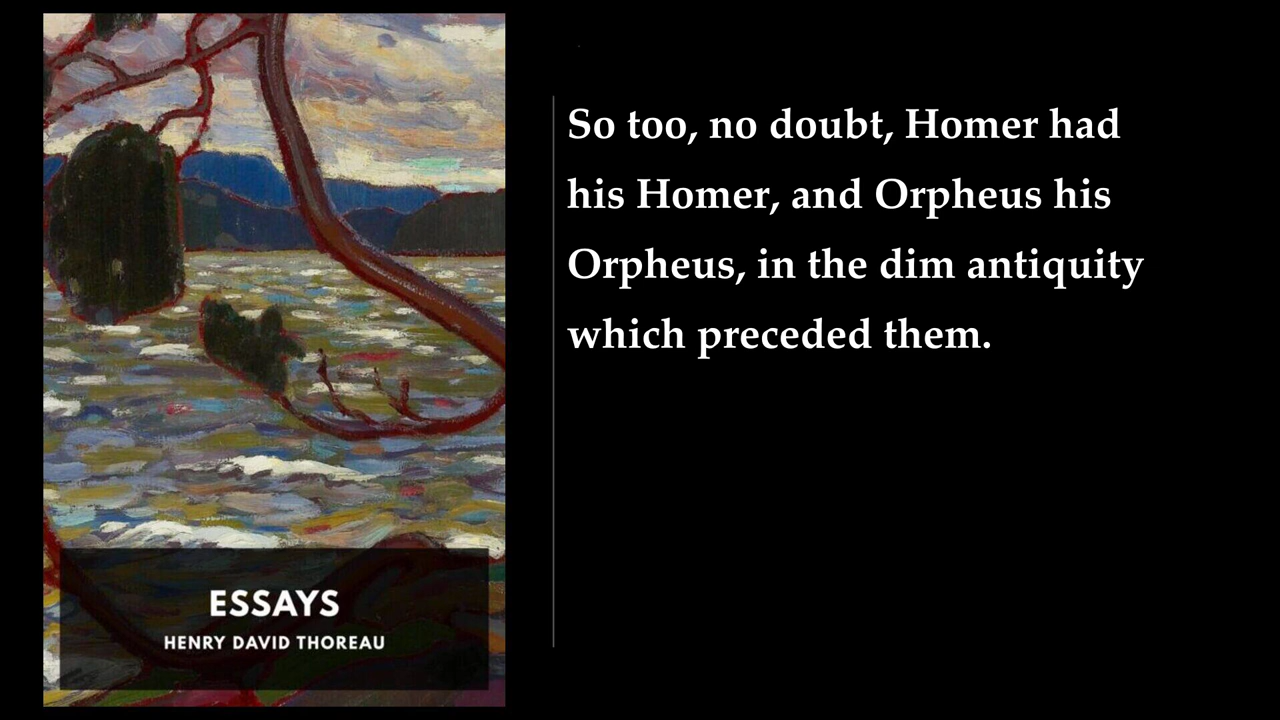 So too, no doubt, Homer had
his Homer, and Orpheus his
Orpheus, in the dim antiquity
which preceded them.
ESSAYS
HENRY DAVID THOREAU